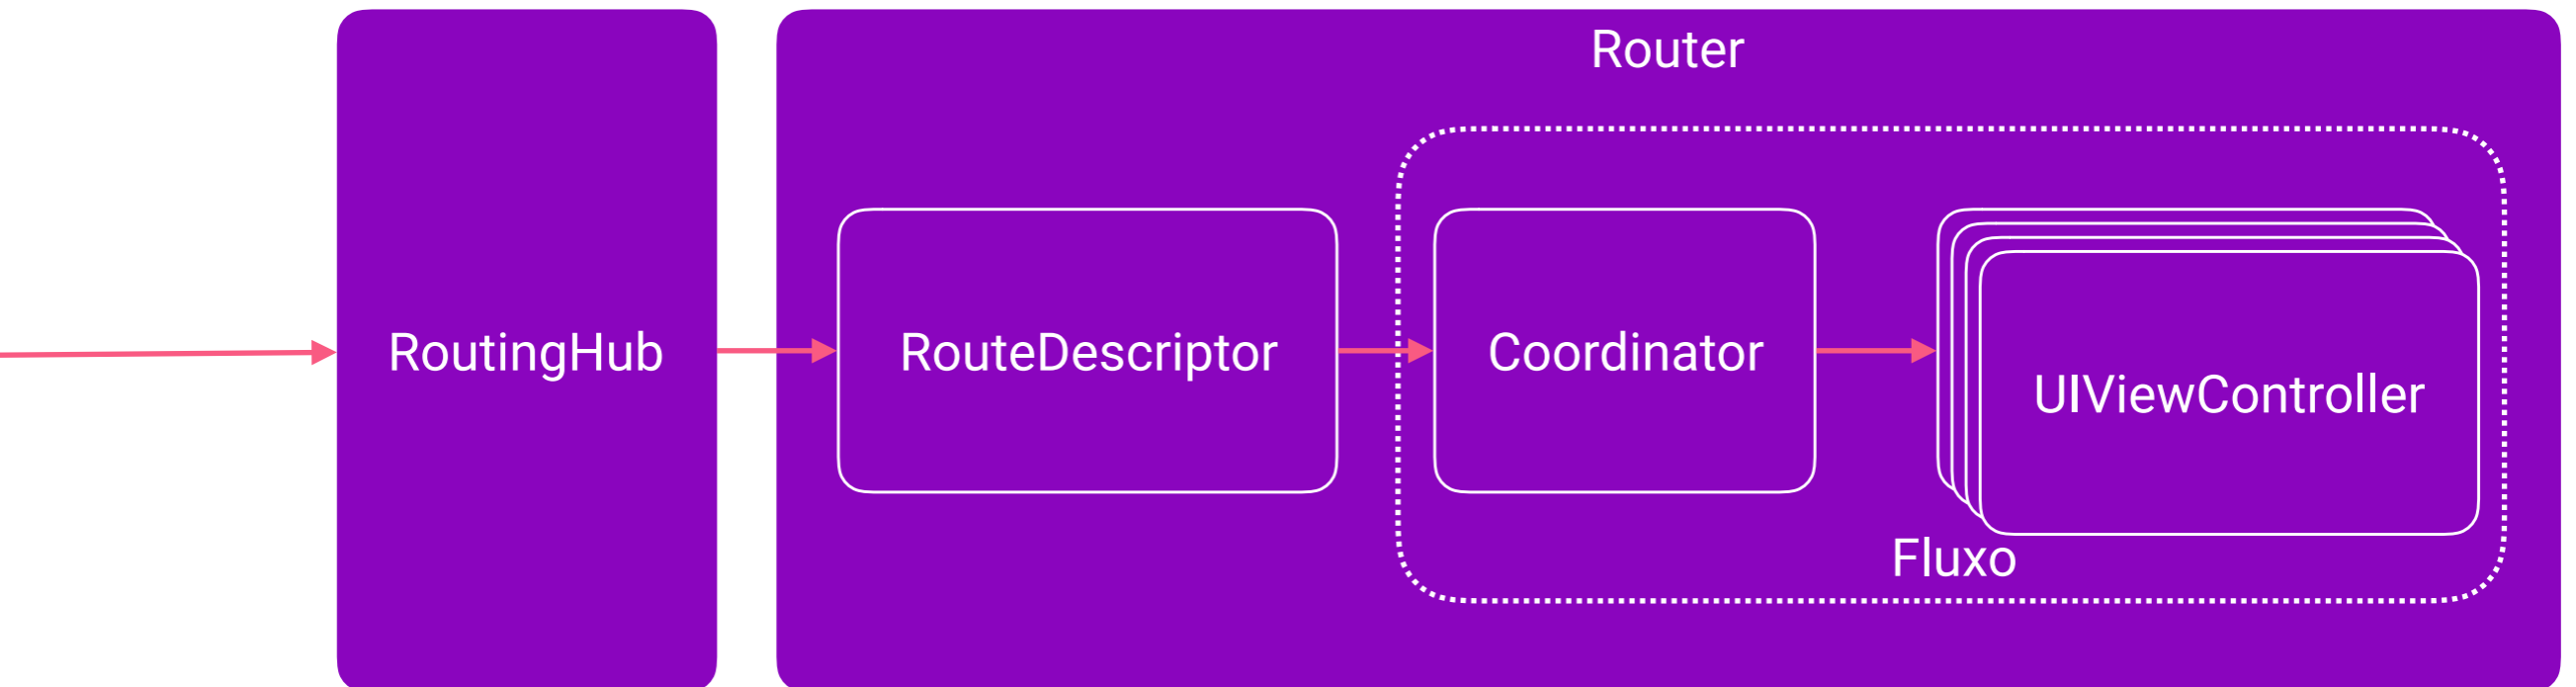 Router
RoutingHub
RouteDescriptor
Coordinator
UIViewController
Fluxo